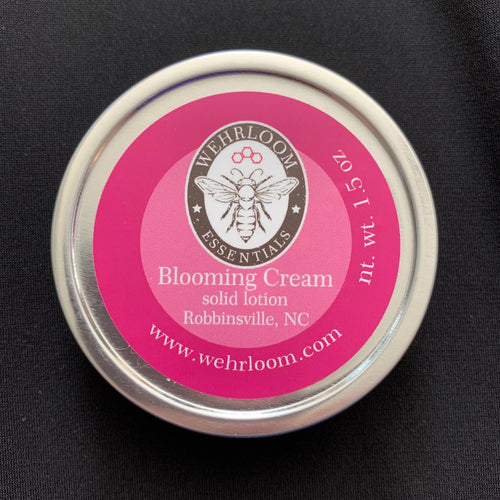 WEHRLOOM
ESSENTIALS
Blooming Cream
solid lotion
Robbinsville, NC
www.wehrloom.com
nt. wt. 1.5 oz.